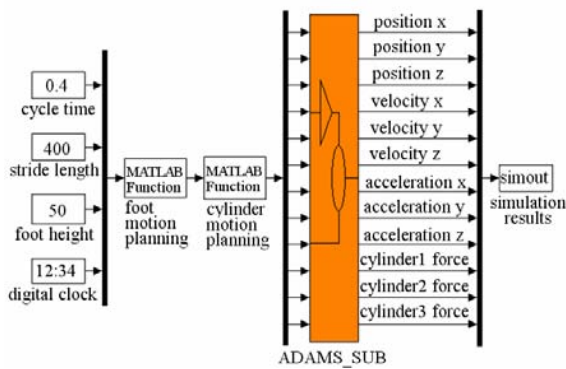 0.4
cycle time
400
stride length
50
foot height
12:34
digital clock
MATLAB
Function
foot
motion
planning
MATLAB
Function
cylinder
motion
planning
ADAMS_SUB
position x
position y
position z
velocity x
velocity y
velocity z
acceleration x
acceleration y
acceleration z
cylinder1 force
cylinder2 force
cylinder3 force
simout
simulation
results